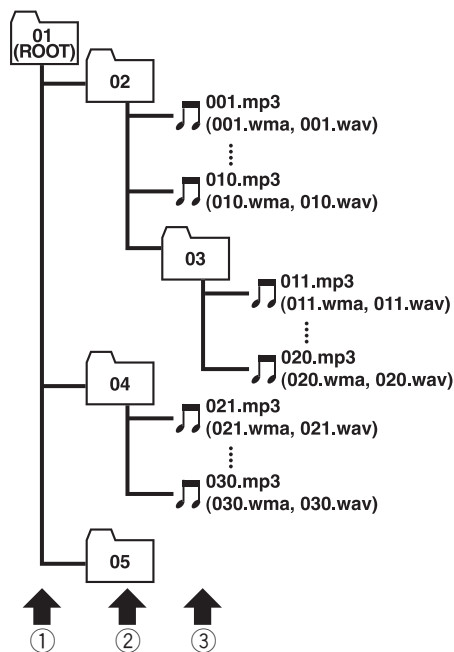 01
(ROOT)
02
001.mp3
(001.wma, 001.wav)
010.mp3
(010.wma, 010.wav)
03
011.mp3
(011.wma, 011.wav)
020.mp3
(020.wma, 020.wav)
04
021.mp3
(021.wma, 021.wav)
030.mp3
(030.wma, 030.wav)
05
① ② ③